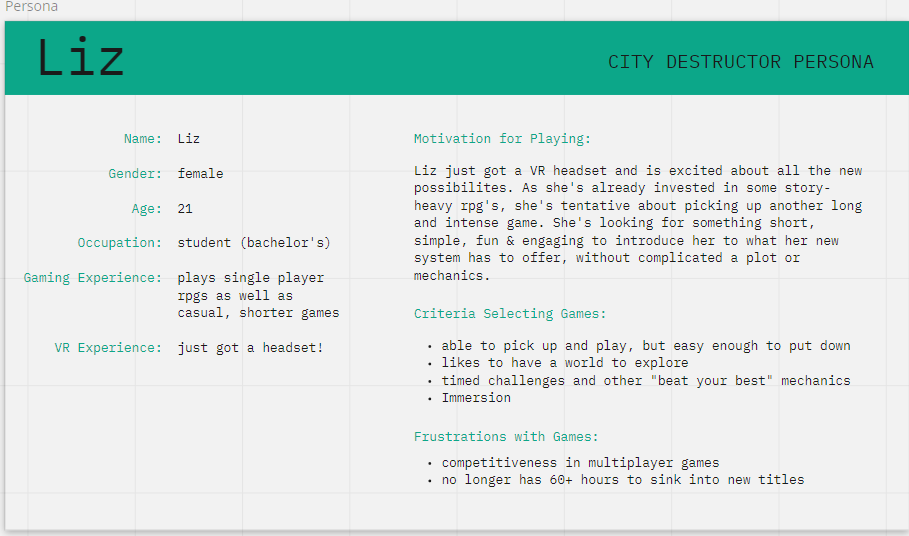 Persona
Liz
CITY DESTRUCTOR PERSONA
Name: Liz
Gender: female
Age: 21
Occupation: student (bachelor's)
Gaming Experience: plays single player
rpgs as well as
casual, shorter games
VR Experience: just got a headset!
Motivation for Playing:
Liz just got a VR headset and is excited about all the new
possibilites. As she's already invested in some story-
heavy rpg's, she's tentative about picking up another long
and intense game. She's looking for something short,
simple, fun & engaging to introduce her to what her new
system has to offer, without complicated a plot or
mechanics.
Criteria Selecting Games:
• able to pick up and play, but easy enough to put down
• likes to have a world to explore
• timed challenges and other "beat your best" mechanics
• Immersion
Frustrations with Games:
• competitiveness in multiplayer games
• no longer has 60+ hours to sink into new titles